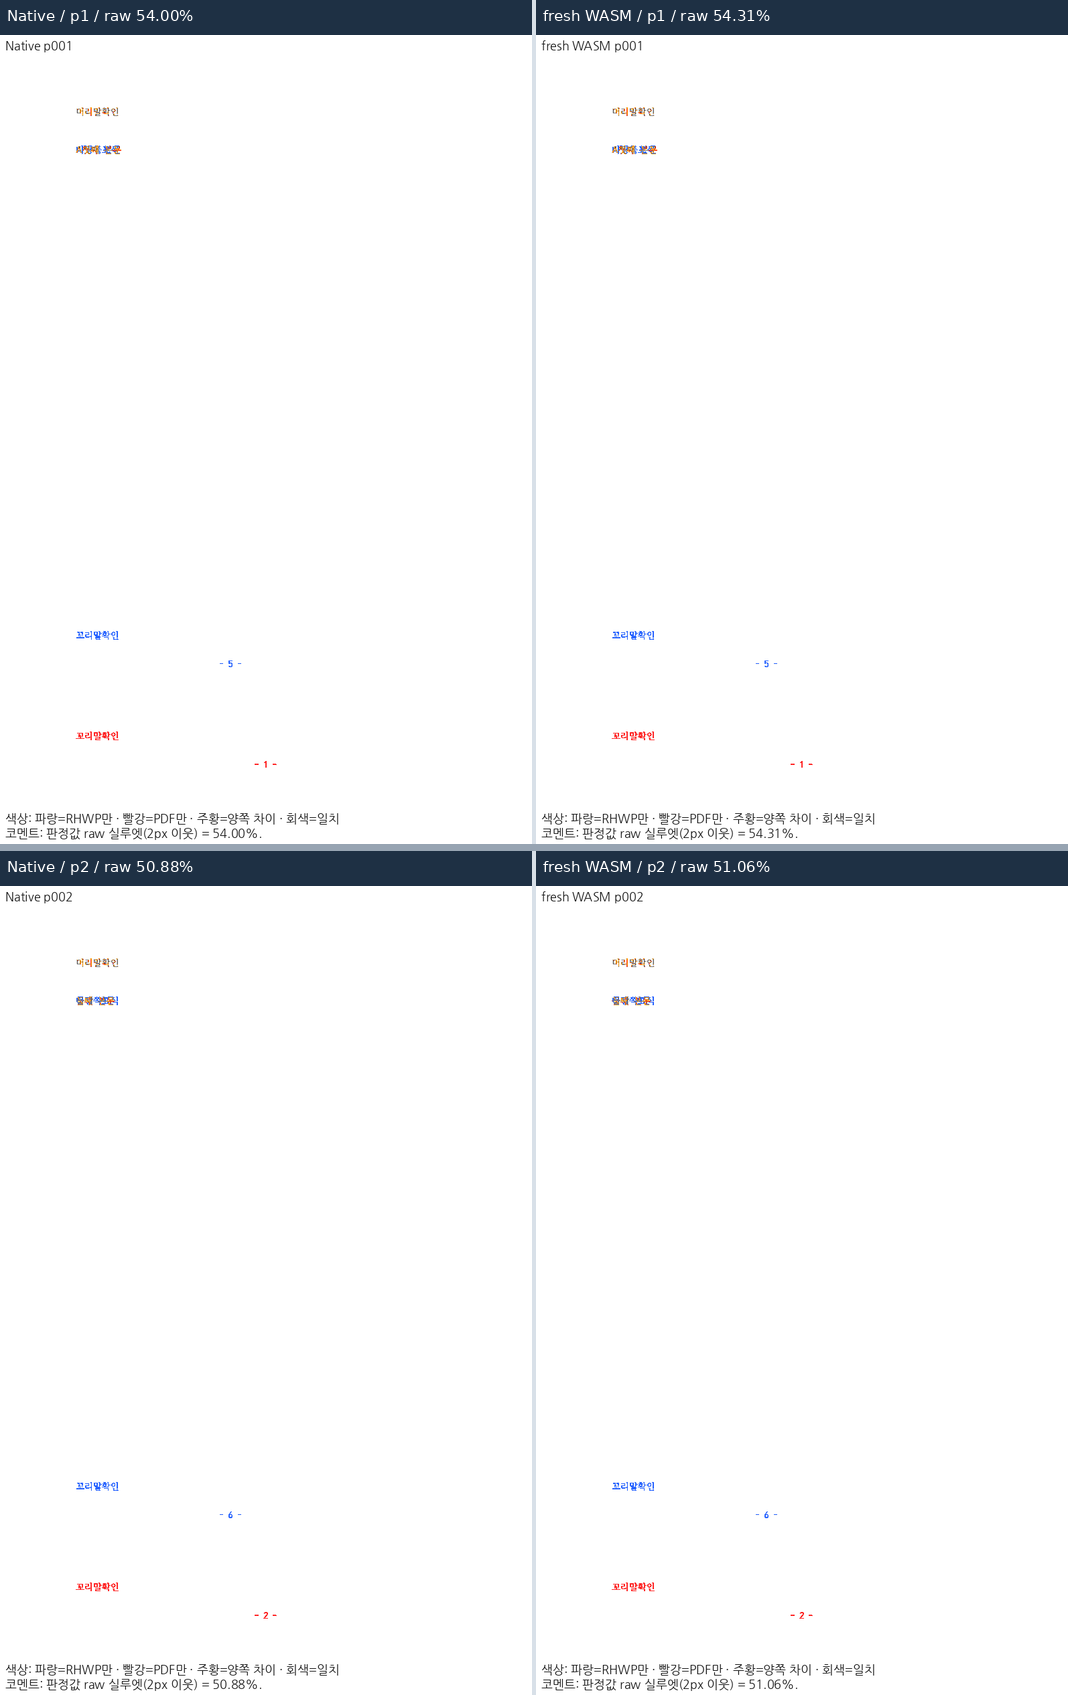 Native / p1 / raw 54.00%
Native p001
머리말확인
꼬리말확인
- 5 -
꼬리말확인
- 1 -
색상: 파랑=RHWP만 · 빨강=PDF만 · 주황=양쪽 차이 · 회색=일치
코멘트: 판정값 raw 실루엣(2px 이웃) = 54.00%.
fresh WASM / p1 / raw 54.31%
fresh WASM p001
머리말확인
꼬리말확인
- 5 -
꼬리말확인
- 1 -
색상: 파랑=RHWP만 · 빨강=PDF만 · 주황=양쪽 차이 · 회색=일치
코멘트: 판정값 raw 실루엣(2px 이웃) = 54.31%.
Native / p2 / raw 50.88%
Native p002
머리말확인
꼬리말확인
- 6 -
꼬리말확인
- 2 -
색상: 파랑=RHWP만 · 빨강=PDF만 · 주황=양쪽 차이 · 회색=일치
코멘트: 판정값 raw 실루엣(2px 이웃) = 50.88%.
fresh WASM / p2 / raw 51.06%
fresh WASM p002
머리말확인
꼬리말확인
- 6 -
꼬리말확인
- 2 -
색상: 파랑=RHWP만 · 빨강=PDF만 · 주황=양쪽 차이 · 회색=일치
코멘트: 판정값 raw 실루엣(2px 이웃) = 51.06%.